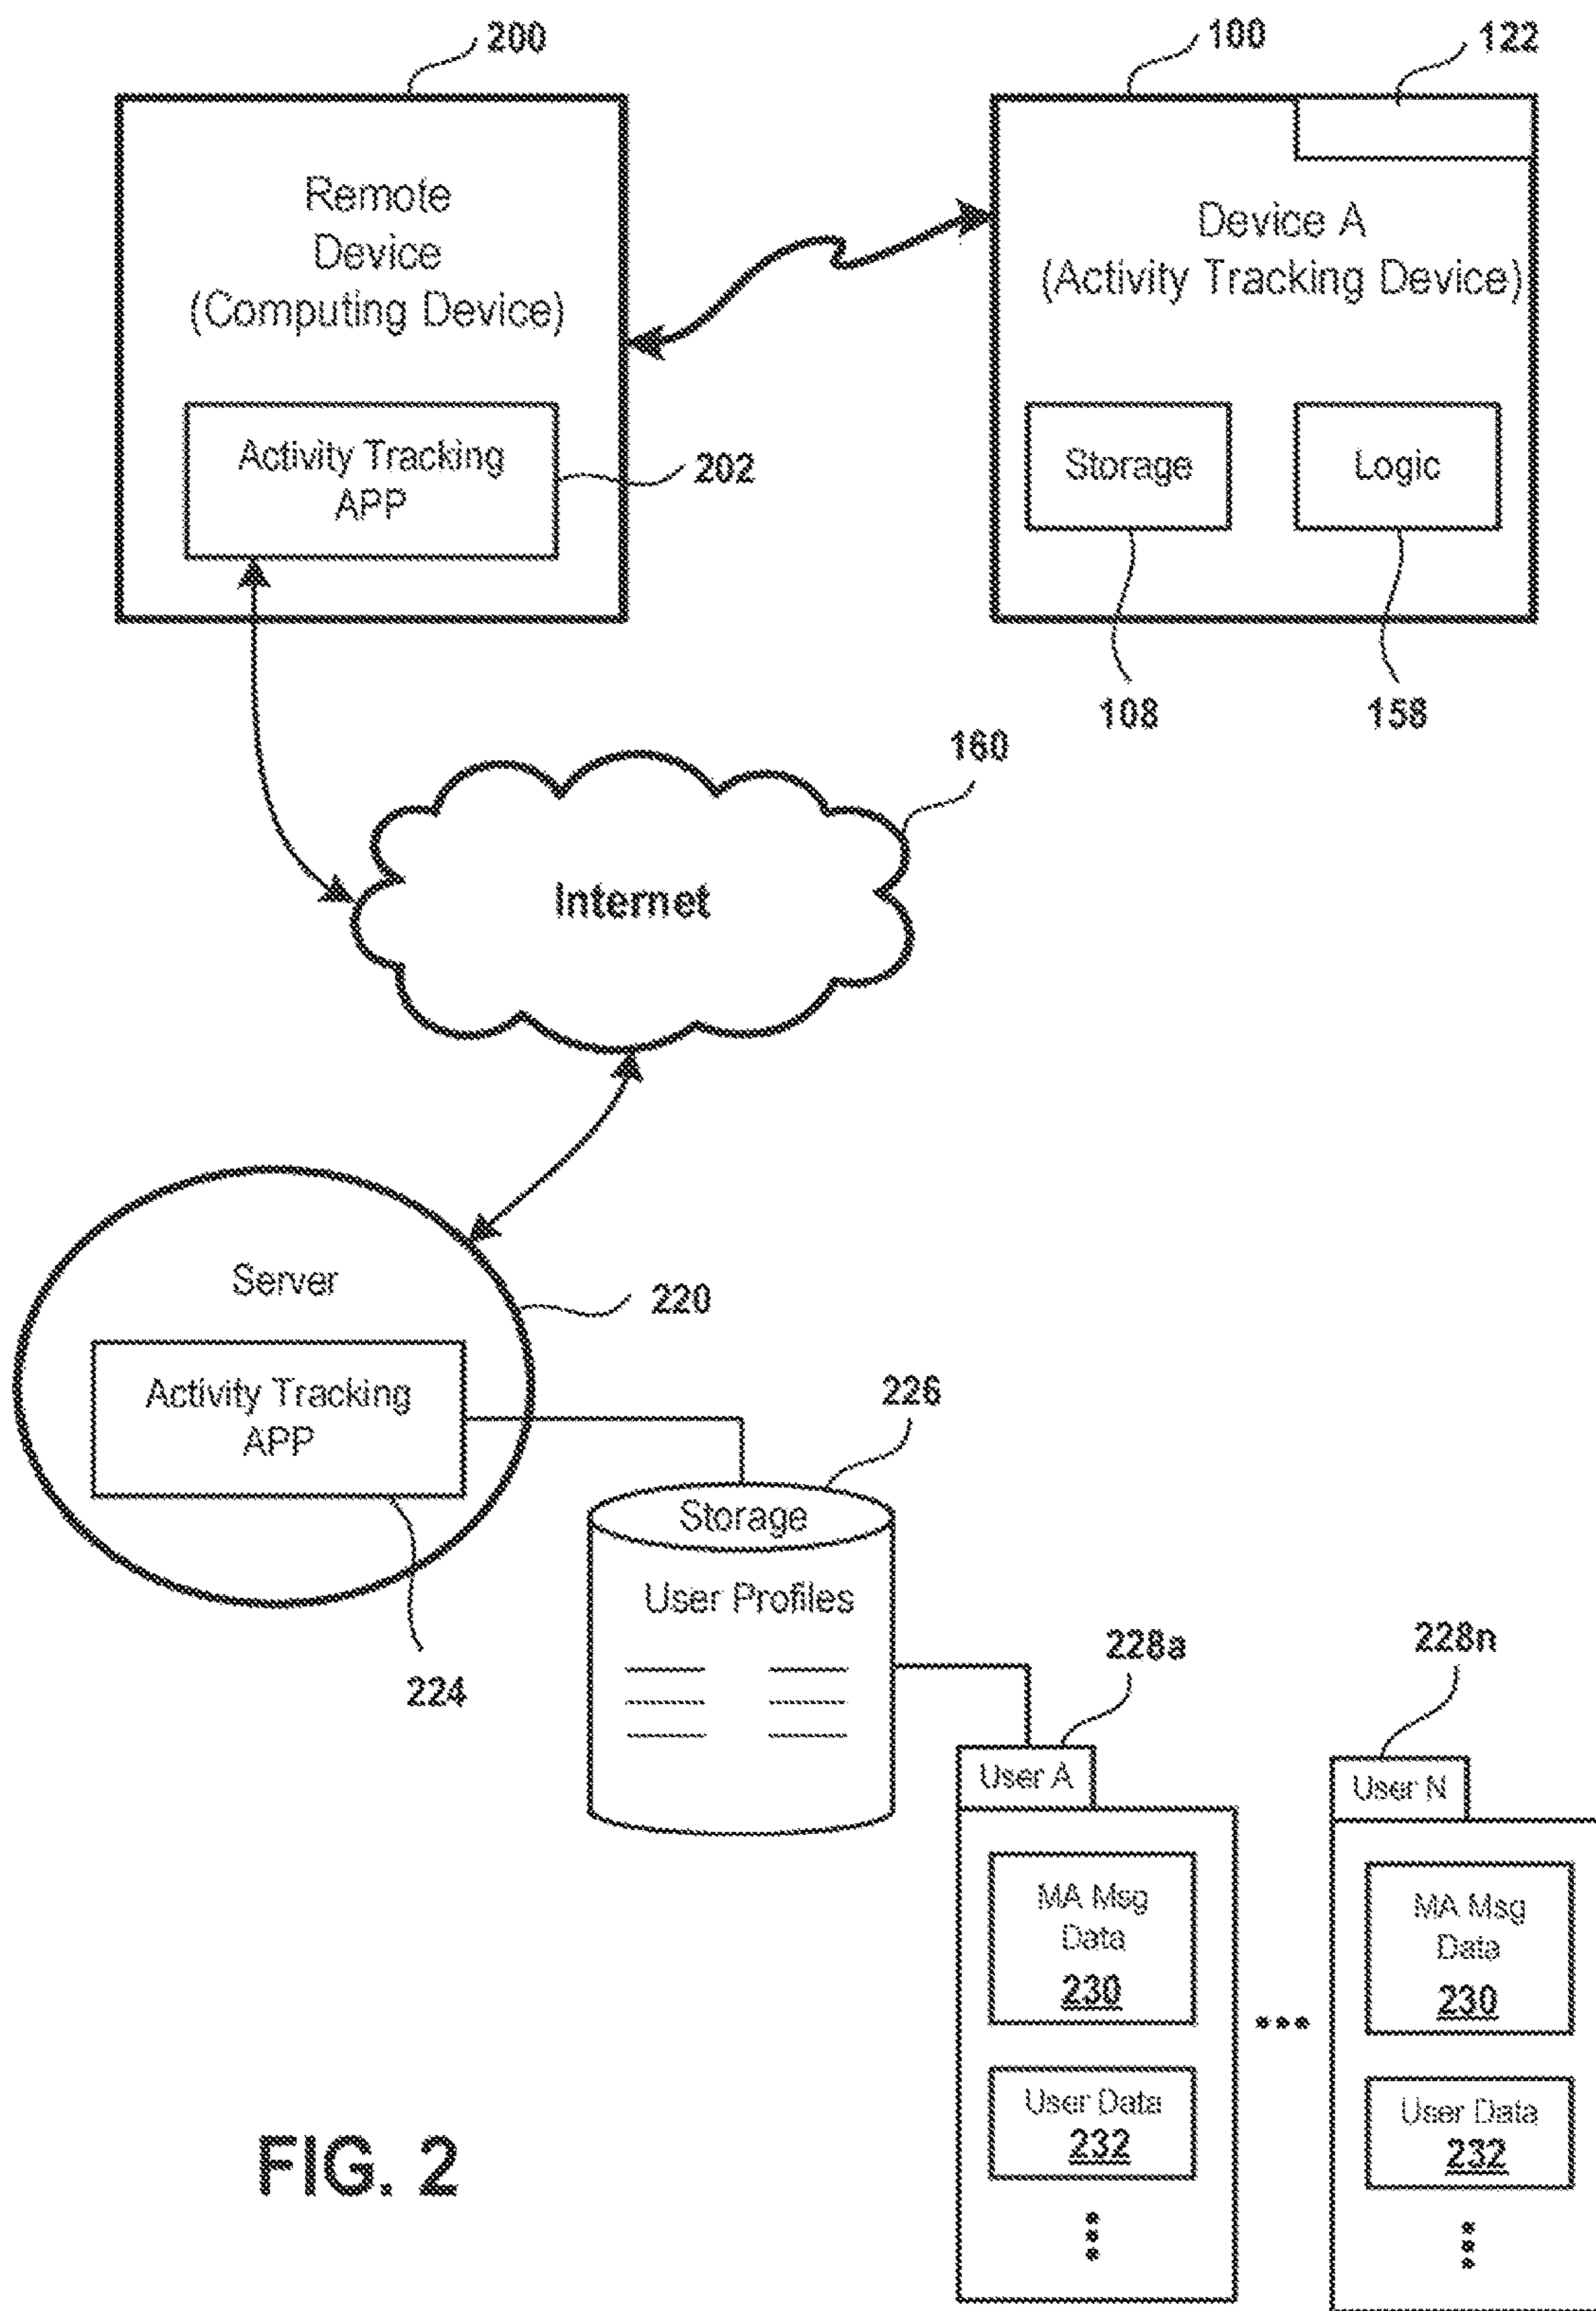 200
100
122
Remote
Device
(Computing Device)
Activity Tracking
APP
202
Device A
(Activity Tracking Device)
Storage
Logic
108
158
160
Internet
Server
220
Activity Tracking
APP
224
226
Storage
User Profiles
228a
228n
User A
MA Msg
Data
230
User Data
232
User N
MA Msg
Data
230
User Data
232
FIG. 2